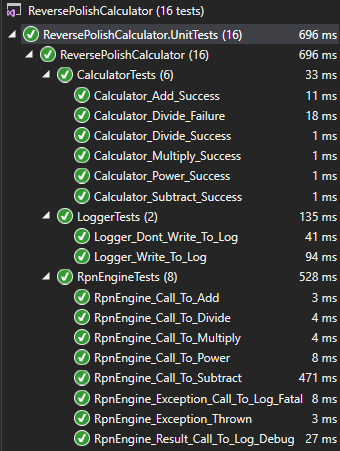 ReversePolishCalculator (16 tests)
ReversePolishCalculator.UnitTests (16) 696 ms
ReversePolishCalculator (16) 696 ms
CalculatorTests (6) 33 ms
Calculator_Add_Success 11 ms
Calculator_Divide_Failure 18 ms
Calculator_Divide_Success 1 ms
Calculator_Multiply_Success 1 ms
Calculator_Power_Success 1 ms
Calculator_Subtract_Success 1 ms
LoggerTests (2) 135 ms
Logger_Dont_Write_To_Log 41 ms
Logger_Write_To_Log 94 ms
RpnEngineTests (8) 528 ms
RpnEngine_Call_To_Add 3 ms
RpnEngine_Call_To_Divide 4 ms
RpnEngine_Call_To_Multiply 4 ms
RpnEngine_Call_To_Power 8 ms
RpnEngine_Call_To_Subtract 471 ms
RpnEngine_Exception_Call_To_Log_Fatal 8 ms
RpnEngine_Exception_Thrown 3 ms
RpnEngine_Result_Call_To_Log_Debug 27 ms